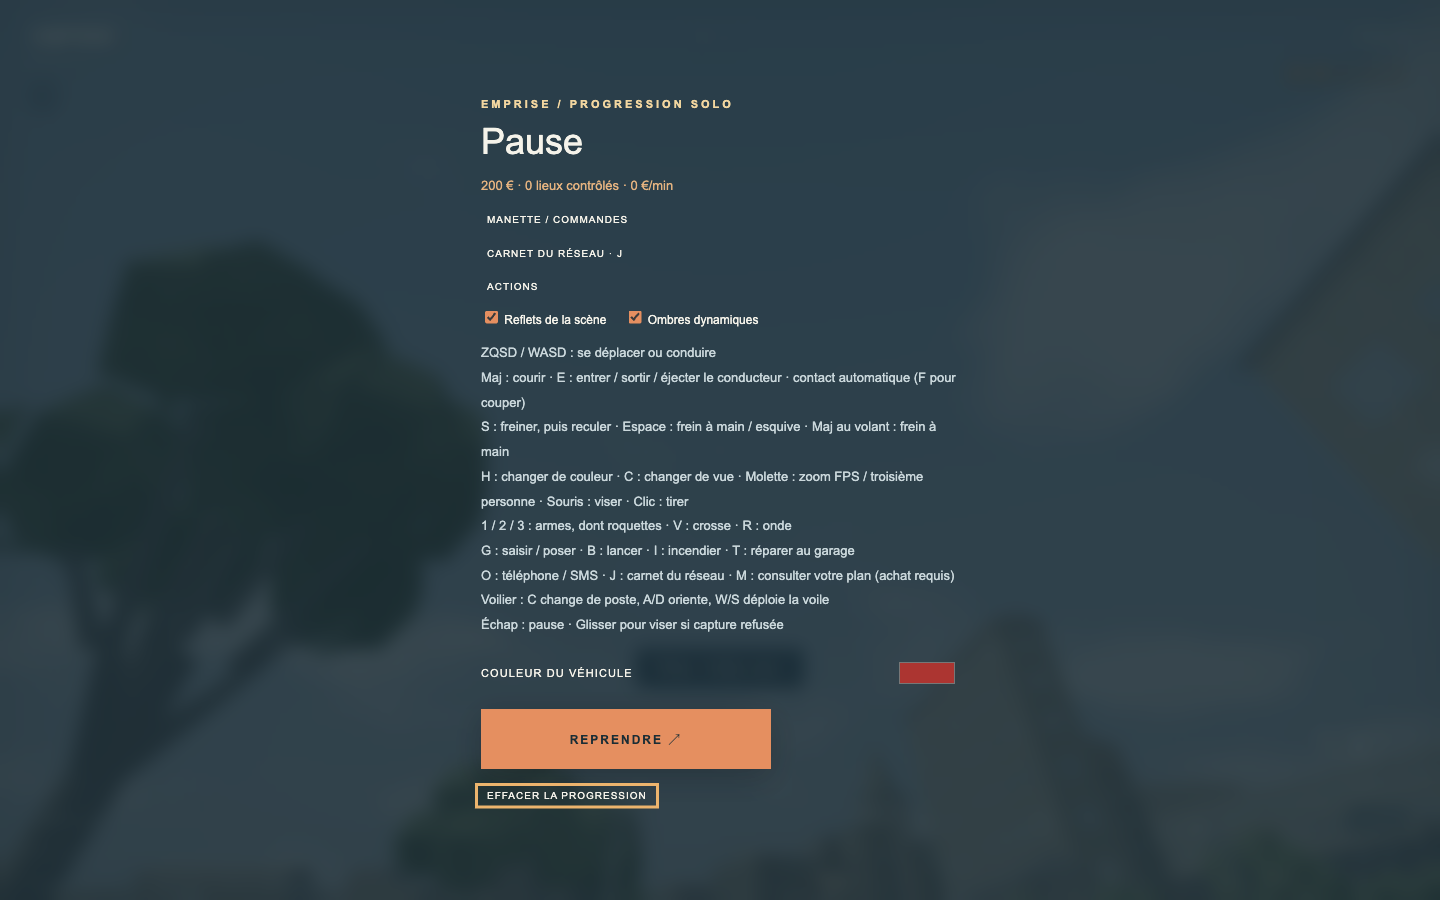 EMPRISE / PROGRESSION SOLO
Pause
200 € · 0 lieux contrôlés · 0 €/min
MANETTE / COMMANDES
CARNET DU RÉSEAU · J
ACTIONS
Reflets de la scène Ombres dynamiques
ZQSD / WASD : se déplacer ou conduire
Maj : courir · E : entrer / sortir / éjecter le conducteur · contact automatique (F pour
couper)
S : freiner, puis reculer · Espace : frein à main / esquive · Maj au volant : frein à
main
H : changer de couleur · C : changer de vue · Molette : zoom FPS / troisième
personne · Souris : viser · Clic : tirer
1 / 2 / 3 : armes, dont roquettes · V : crosse · R : onde
G : saisir / poser · B : lancer · I : incendier · T : réparer au garage
O : téléphone / SMS · J : carnet du réseau · M : consulter votre plan (achat requis)
Voilier : C change de poste, A/D oriente, W/S déploie la voile
Échap : pause · Glisser pour viser si capture refusée
COULEUR DU VÉHICULE
REPRENDRE ↗
EFFACER LA PROGRESSION